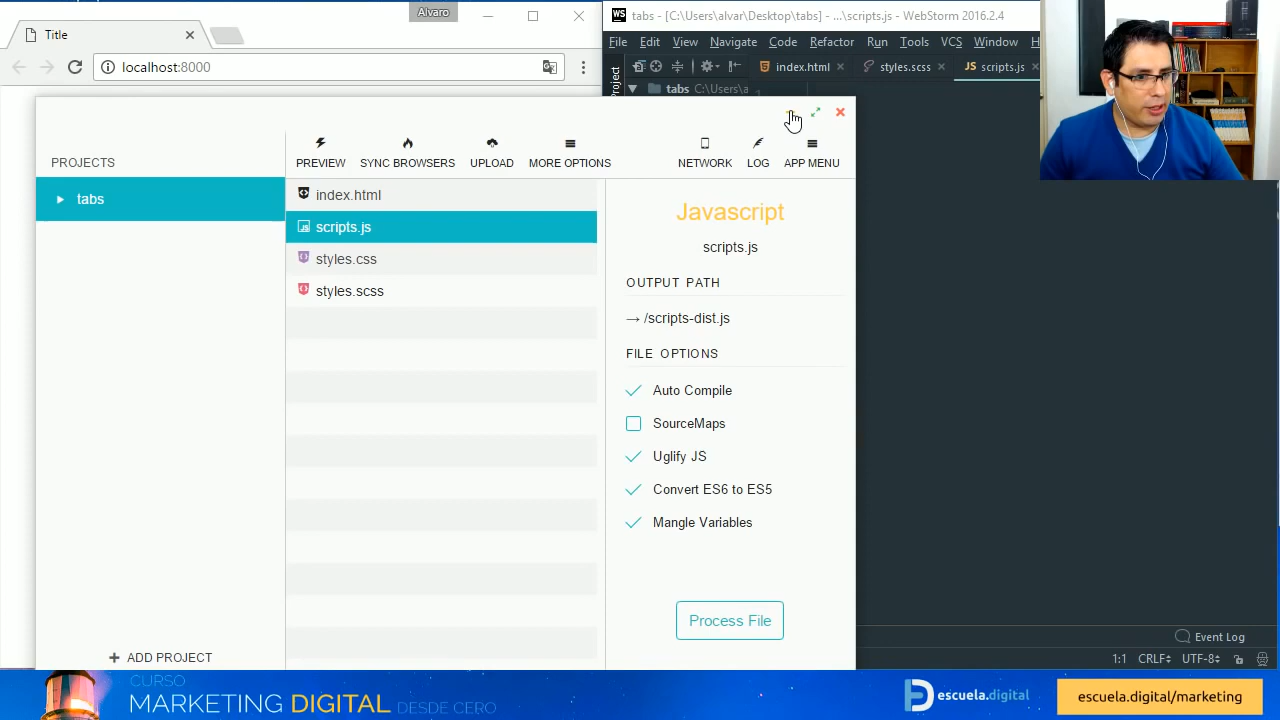 Alvaro
Title
localhost:8000
WS tabs - [C:\Users\alvar\Desktop\tabs] - ...\scripts.js - WebStorm 2016.2.4
File Edit View Navigate Code Refactor Run Tools VCS Window H
index.html styles.scss JS scripts.js
Project
tabs C:\Users\a
PROJECTS
tabs
ADD PROJECT
PREVIEW SYNC BROWSERS UPLOAD MORE OPTIONS NETWORK LOG APP MENU
index.html
scripts.js
styles.css
styles.scss
Javascript
scripts.js
OUTPUT PATH
→ /scripts-dist.js
FILE OPTIONS
Auto Compile
SourceMaps
Uglify JS
Convert ES6 to ES5
Mangle Variables
Process File
Event Log
1:1 CRLF UTF-8
CURSO
MARKETING DIGITAL DESDE CERO
escuela.digital
escuela.digital/marketing